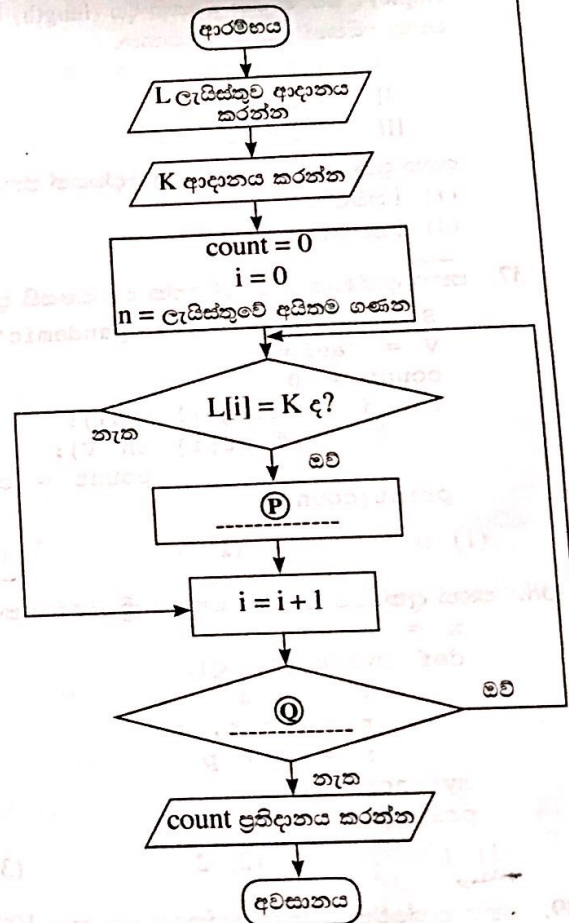 ආරම්භය
L ලැයිස්තුව ආදානය
කරන්න
K ආදානය කරන්න
count = 0
i = 0
n = ලැයිස්තුවේ අයිතම ගණන
L[i] = K ද?
නැත
ඔව්
Ⓟ
i = i + 1
Ⓠ
ඔව්
නැත
count ප්‍රතිදානය කරන්න
අවසානය